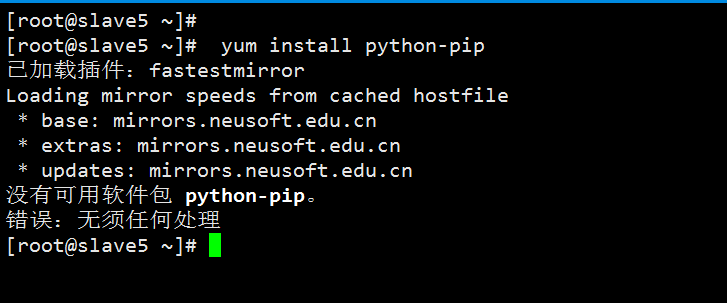 [root@slave5 ~]#
[root@slave5 ~]#  yum install python-pip
已加载插件：fastestmirror
Loading mirror speeds from cached hostfile
 * base: mirrors.neusoft.edu.cn
 * extras: mirrors.neusoft.edu.cn
 * updates: mirrors.neusoft.edu.cn
没有可用软件包 python-pip。
错误：无须任何处理
[root@slave5 ~]#